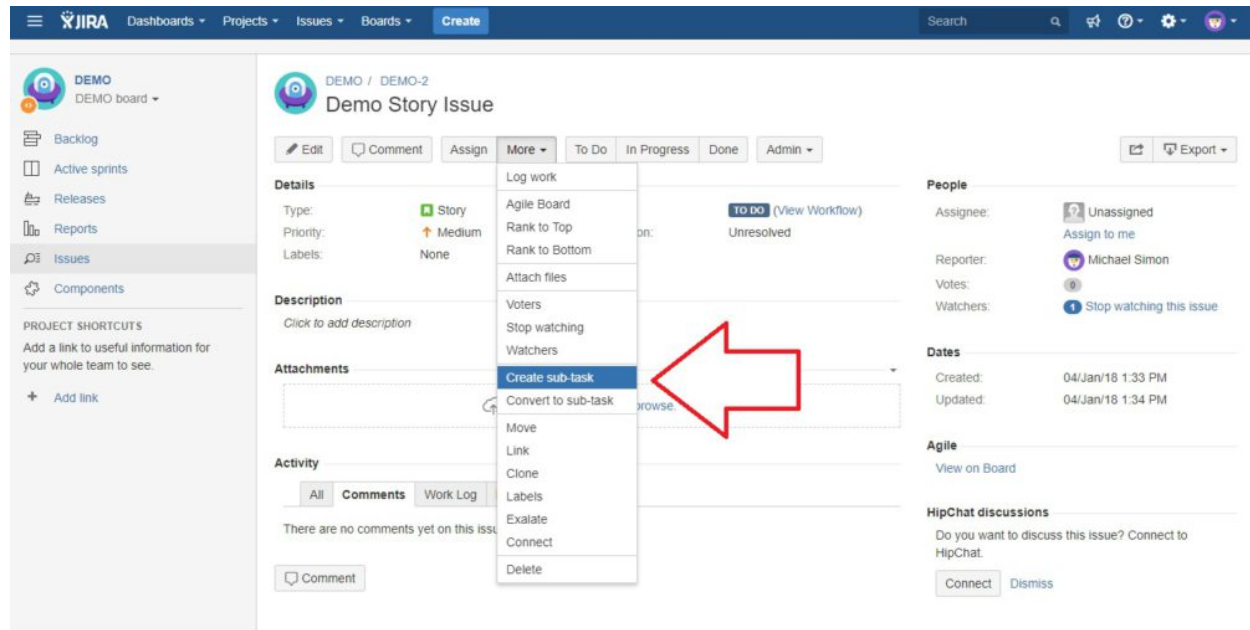 JIRA Dashboards Projects Issues Boards Create Search
DEMO
DEMO board
Backlog
Active sprints
Releases
Reports
Issues
Components
PROJECT SHORTCUTS
Add a link to useful information for
your whole team to see.
+ Add link
DEMO / DEMO-2
Demo Story Issue
Edit Comment Assign More To Do In Progress Done Admin Export
Details
Type: Story
Priority: Medium
Labels: None
TO DO (View Workflow)
on: Unresolved
Description
Click to add description
Attachments
browse.
Activity
All Comments Work Log
There are no comments yet on this issu
Comment
Log work
Agile Board
Rank to Top
Rank to Bottom
Attach files
Voters
Stop watching
Watchers
Create sub-task
Convert to sub-task
Move
Link
Clone
Labels
Exalate
Connect
Delete
People
Assignee: Unassigned
Assign to me
Reporter: Michael Simon
Votes: 0
Watchers: 1 Stop watching this issue
Dates
Created: 04/Jan/18 1:33 PM
Updated: 04/Jan/18 1:34 PM
Agile
View on Board
HipChat discussions
Do you want to discuss this issue? Connect to
HipChat.
Connect Dismiss